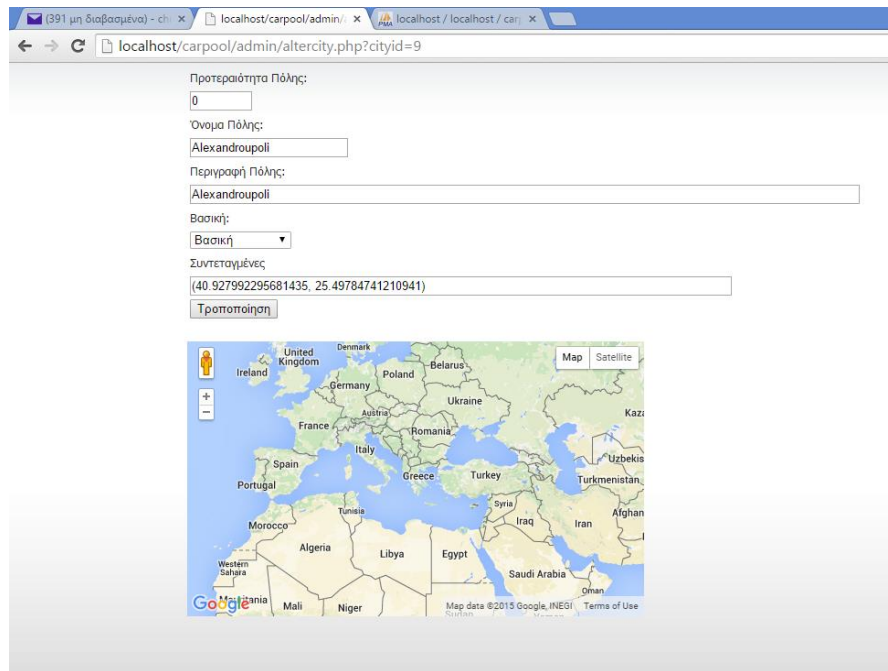 (391 μη διαβασμένα) - ch
localhost/carpool/admin/
localhost / localhost / carp
localhost/carpool/admin/altercity.php?cityid=9
Προτεραιότητα Πόλης:
0
Όνομα Πόλης:
Alexandroupoli
Περιγραφή Πόλης:
Alexandroupoli
Βασική:
Βασική
Συντεταγμένες
(40.927992295681435, 25.49784741210941)
Τροποποίηση
Map Satellite
United Kingdom
Denmark
Ireland
Belarus
Poland
Germany
Ukraine
Austria
France
Romania
Kaza
Italy
Uzbekis
Spain
Greece
Turkey
Turkmenistan
Portugal
Syria
Tunisia
Afghan
Morocco
Iraq
Iran
Algeria
Libya
Egypt
Western Sahara
Saudi Arabia
Oman
Google
Mauritania
Mali
Niger
Sudan
Yemen
Map data ©2015 Google, INEGI Terms of Use